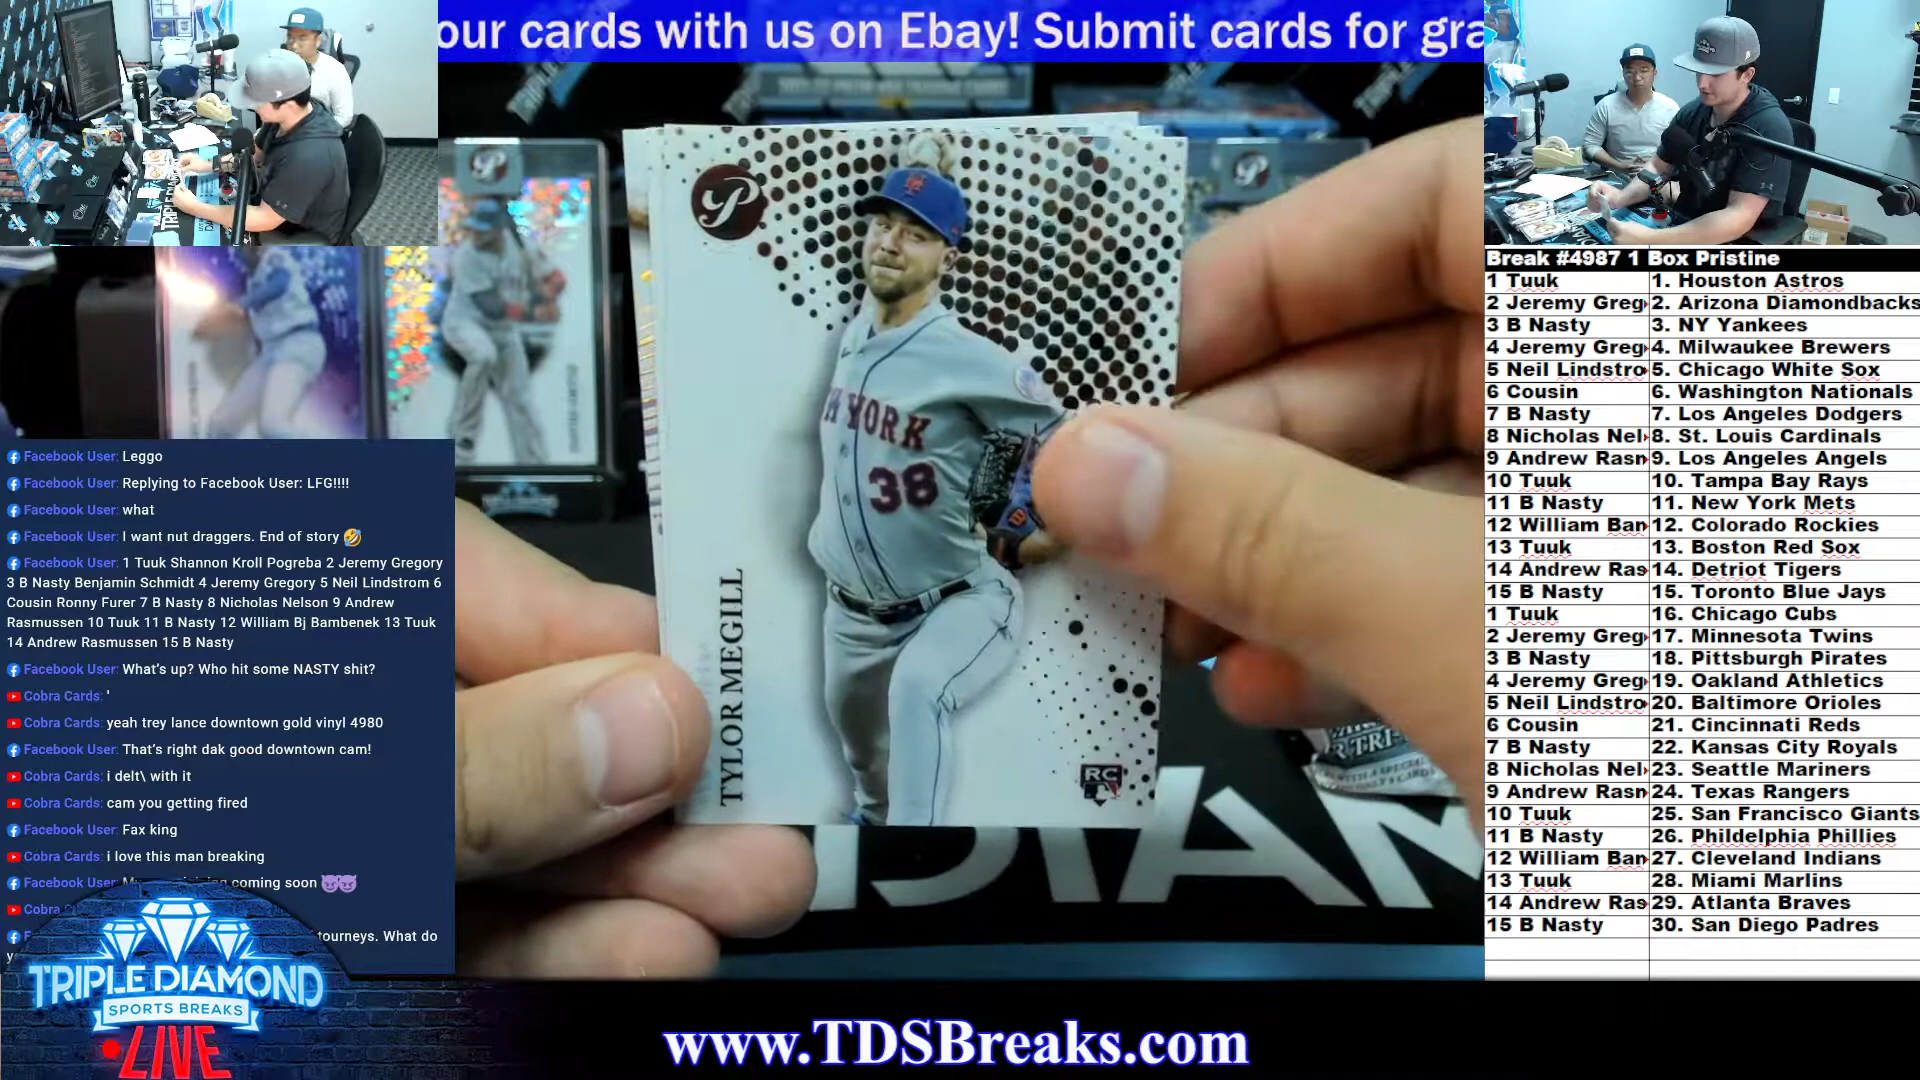 our cards with us on Ebay! Submit cards for gra
P
NEW YORK
38
TYLOR MEGILL
RC
DIAM
Facebook User: Leggo
Facebook User: Replying to Facebook User: LFG!!!!
Facebook User: what
Facebook User: I want nut draggers. End of story 🤣
Facebook User: 1 Tuuk Shannon Kroll Pogreba 2 Jeremy Gregory
3 B Nasty Benjamin Schmidt 4 Jeremy Gregory 5 Neil Lindstrom 6
Cousin Ronny Furer 7 B Nasty 8 Nicholas Nelson 9 Andrew
Rasmussen 10 Tuuk 11 B Nasty 12 William Bj Bambenek 13 Tuuk
14 Andrew Rasmussen 15 B Nasty
Facebook User: What's up? Who hit some NASTY shit?
Cobra Cards: '
Cobra Cards: yeah trey lance downtown gold vinyl 4980
Facebook User: That's right dak good downtown cam!
Cobra Cards: i delt\ with it
Cobra Cards: cam you getting fired
Facebook User: Fax king
Cobra Cards: i love this man breaking
Facebook User: coming soon 😈😈
Cobra
tourneys. What do
TRIPLE DIAMOND
SPORTS BREAKS
LIVE
www.TDSBreaks.com
Break #4987 1 Box Pristine
1 Tuuk 1. Houston Astros
2 Jeremy Greg 2. Arizona Diamondbacks
3 B Nasty 3. NY Yankees
4 Jeremy Greg 4. Milwaukee Brewers
5 Neil Lindstro 5. Chicago White Sox
6 Cousin 6. Washington Nationals
7 B Nasty 7. Los Angeles Dodgers
8 Nicholas Nel 8. St. Louis Cardinals
9 Andrew Rasn 9. Los Angeles Angels
10 Tuuk 10. Tampa Bay Rays
11 B Nasty 11. New York Mets
12 William Ban 12. Colorado Rockies
13 Tuuk 13. Boston Red Sox
14 Andrew Ras 14. Detriot Tigers
15 B Nasty 15. Toronto Blue Jays
1 Tuuk 16. Chicago Cubs
2 Jeremy Greg 17. Minnesota Twins
3 B Nasty 18. Pittsburgh Pirates
4 Jeremy Greg 19. Oakland Athletics
5 Neil Lindstro 20. Baltimore Orioles
6 Cousin 21. Cincinnati Reds
7 B Nasty 22. Kansas City Royals
8 Nicholas Nel 23. Seattle Mariners
9 Andrew Rasn 24. Texas Rangers
10 Tuuk 25. San Francisco Giants
11 B Nasty 26. Phildelphia Phillies
12 William Ban 27. Cleveland Indians
13 Tuuk 28. Miami Marlins
14 Andrew Ras 29. Atlanta Braves
15 B Nasty 30. San Diego Padres